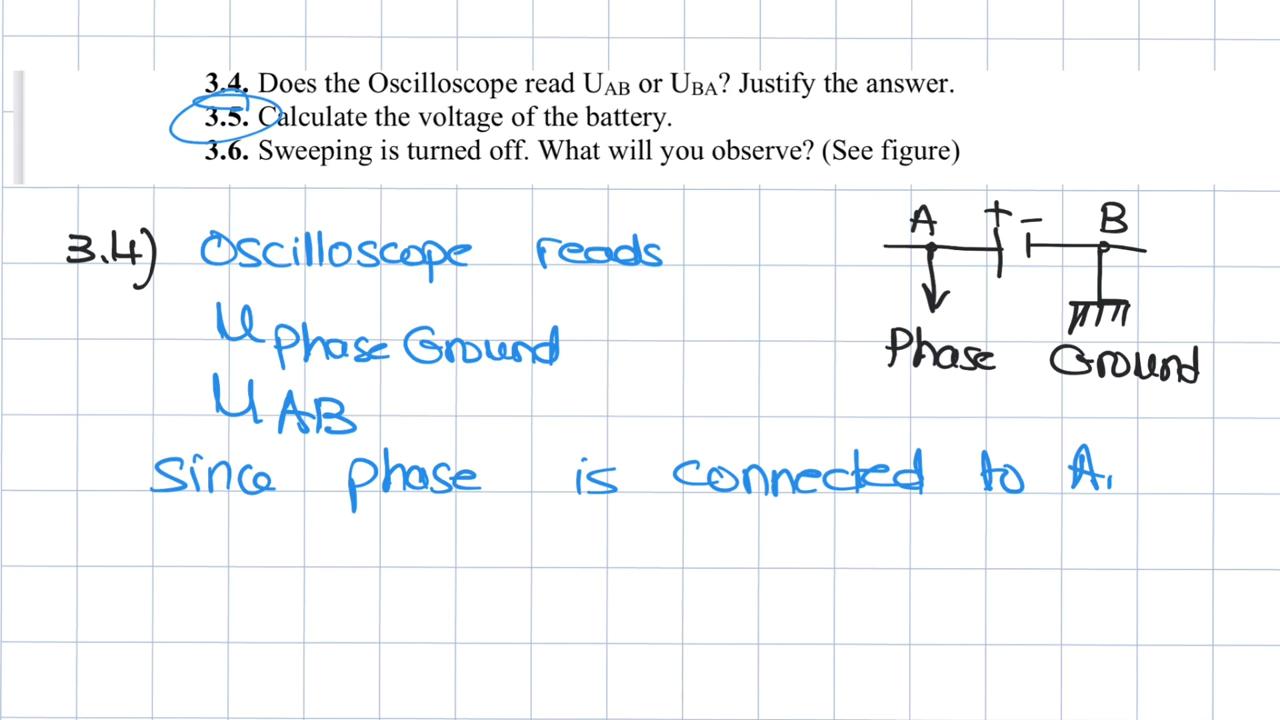 3.4. Does the Oscilloscope read UAB or UBA? Justify the answer.
3.5. Calculate the voltage of the battery.
3.6. Sweeping is turned off. What will you observe? (See figure)
A + - B
3.4) Oscilloscope reads
U Phase Ground
Phase Ground
U AB
since phase is connected to A.